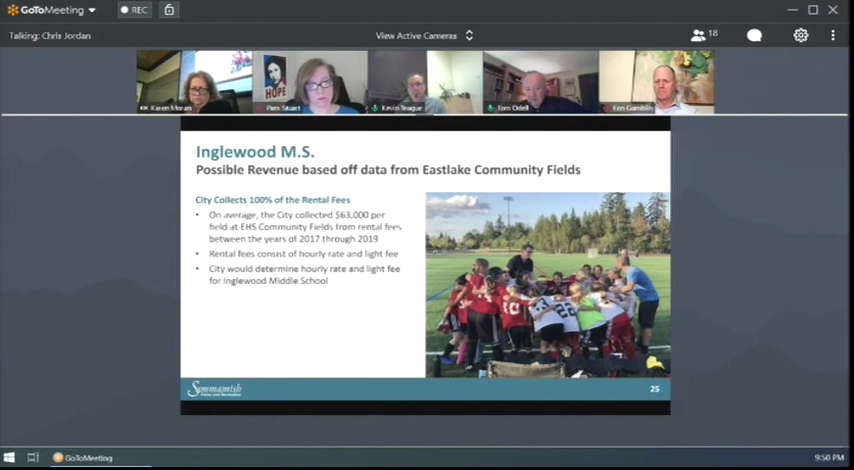 GoToMeeting
REC
Talking: Chris Jordan
View Active Cameras
18
HOPE
Karen Moran
Pam Stuart
Kevin Teague
Tom Odell
Ken Gamblin
Inglewood M.S.
Possible Revenue based off data from Eastlake Community Fields
City Collects 100% of the Rental Fees
• On average, the City collected $63,000 per
field at EHS Community Fields from rental fees
between the years of 2017 through 2019
• Rental fees consist of hourly rate and light fee
• City would determine hourly rate and light fee
for Inglewood Middle School
22
Sammamish
Parks and Recreation
25
GoToMeeting
9:50 PM